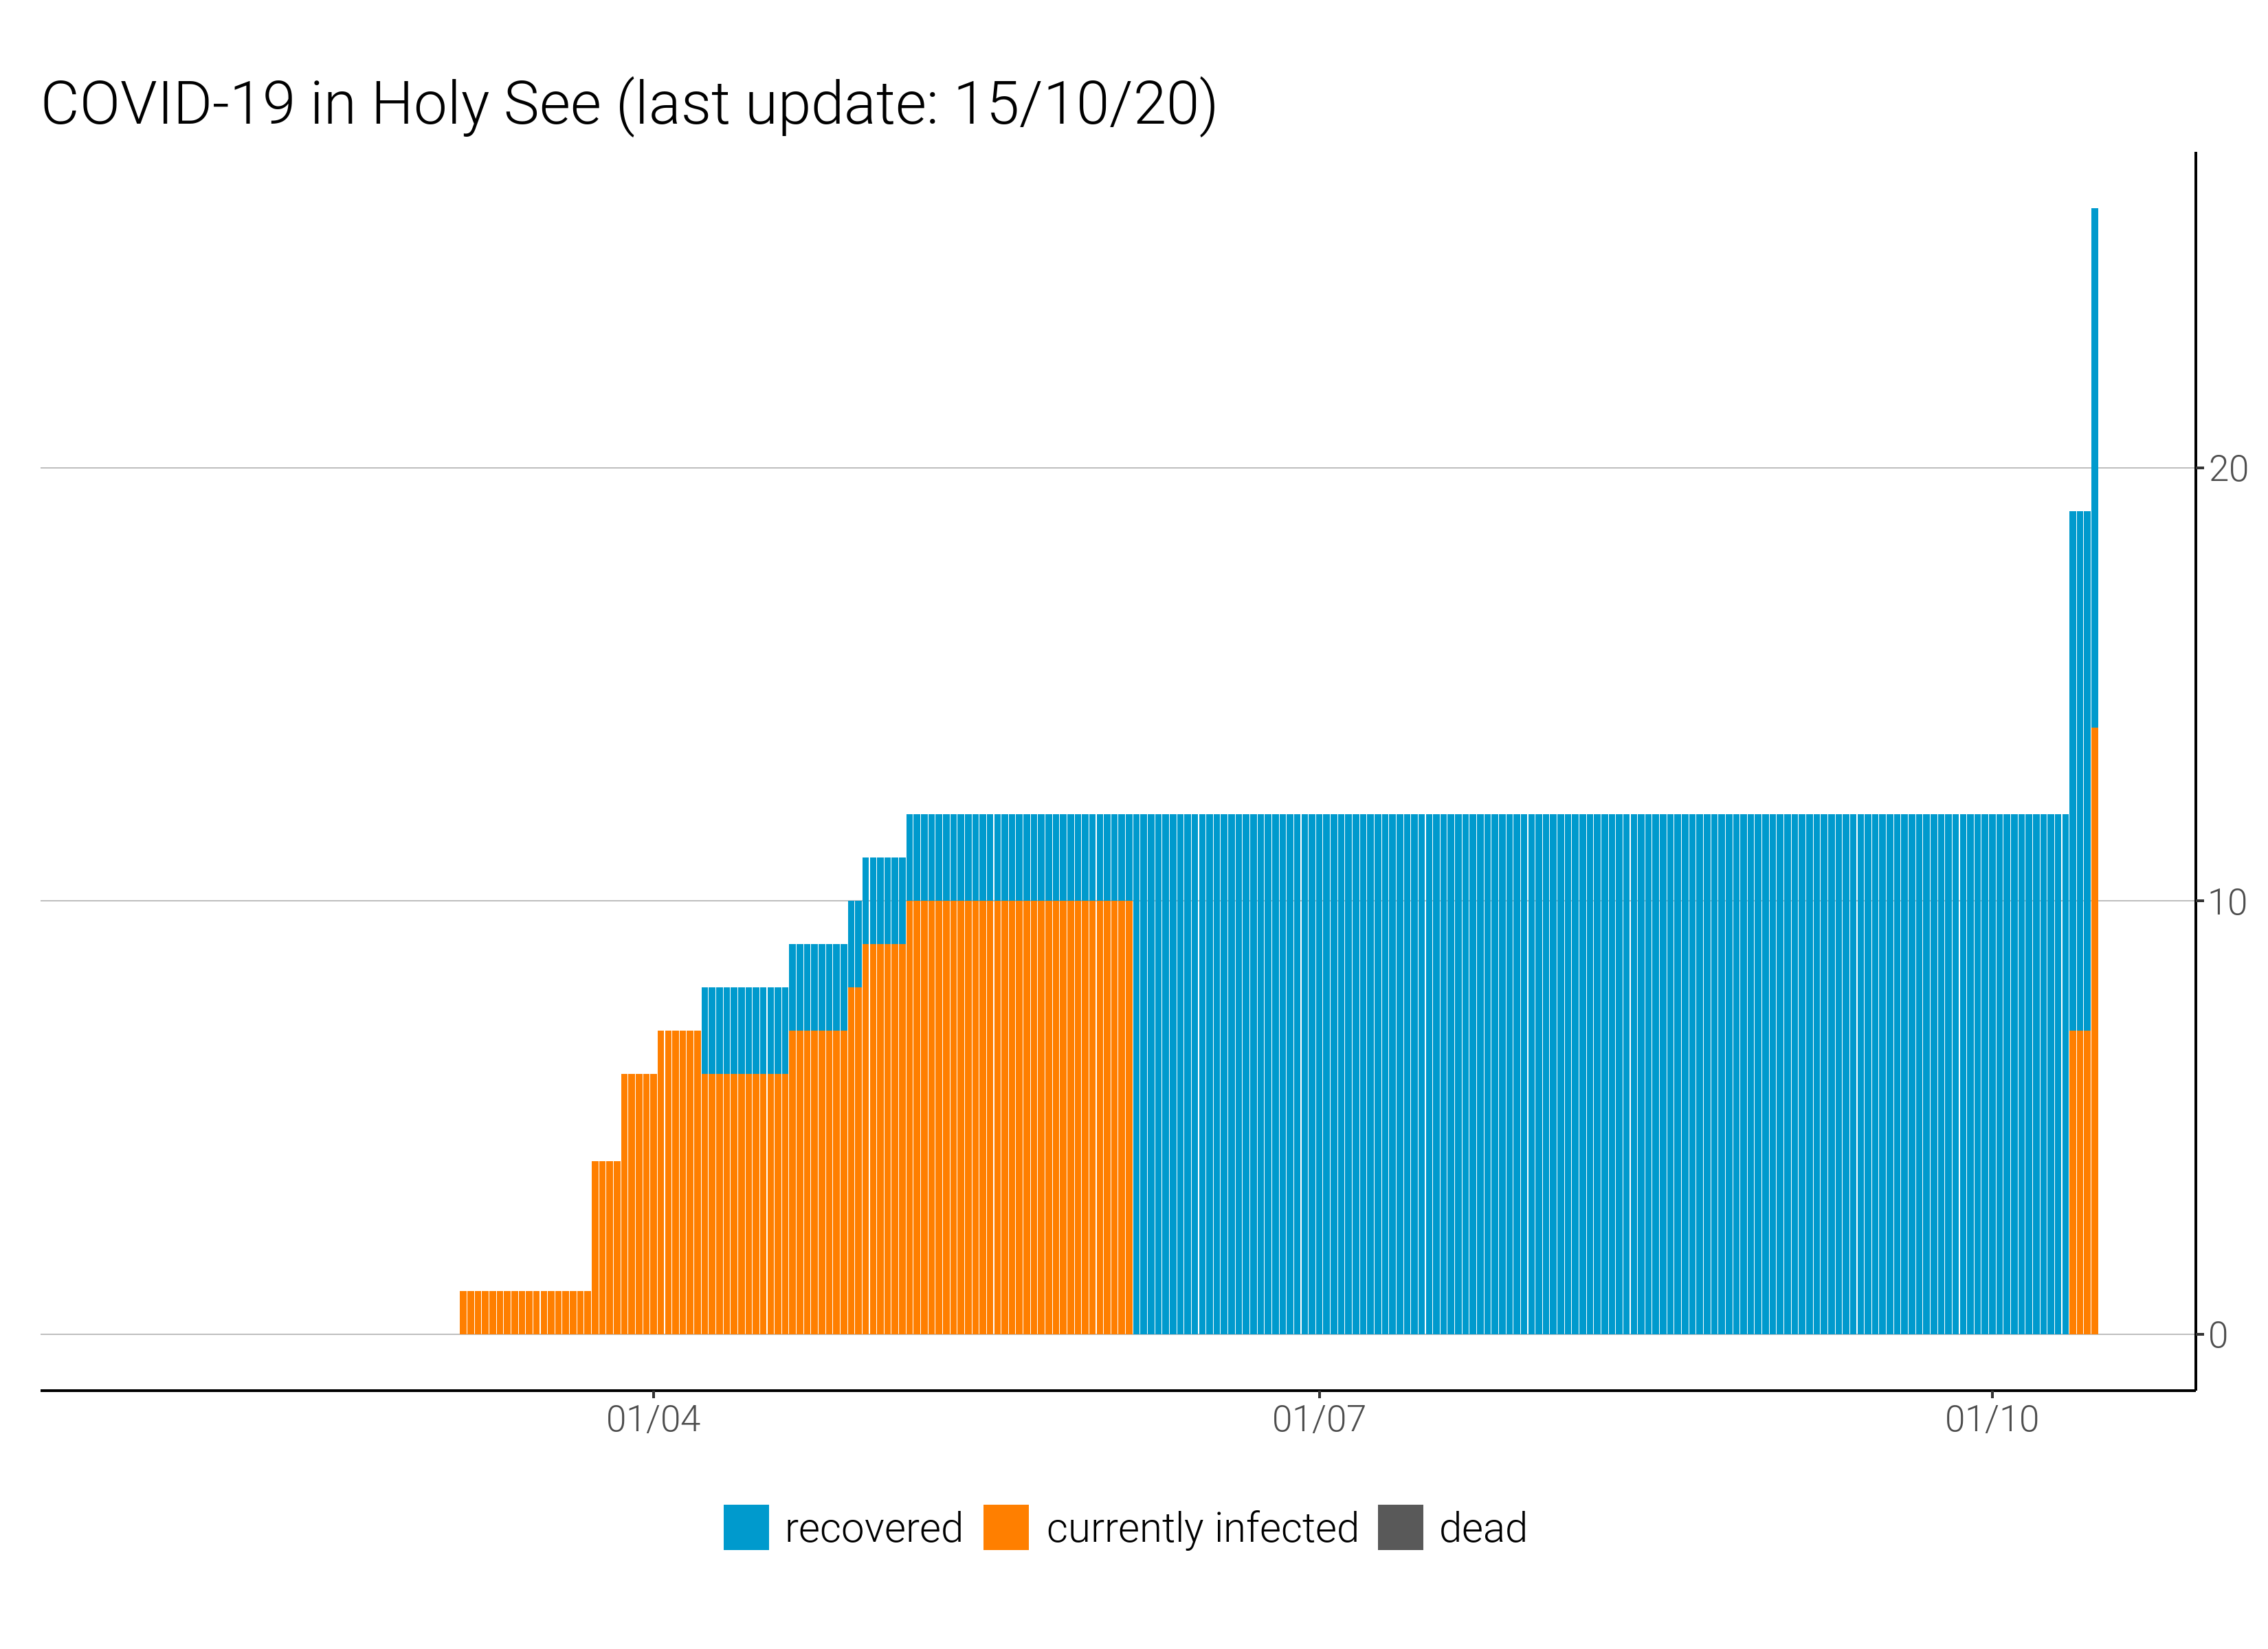 COVID-19 in Holy See (last update: 15/10/20)
20
10
0
01/04 01/07 01/10
recovered currently infected dead